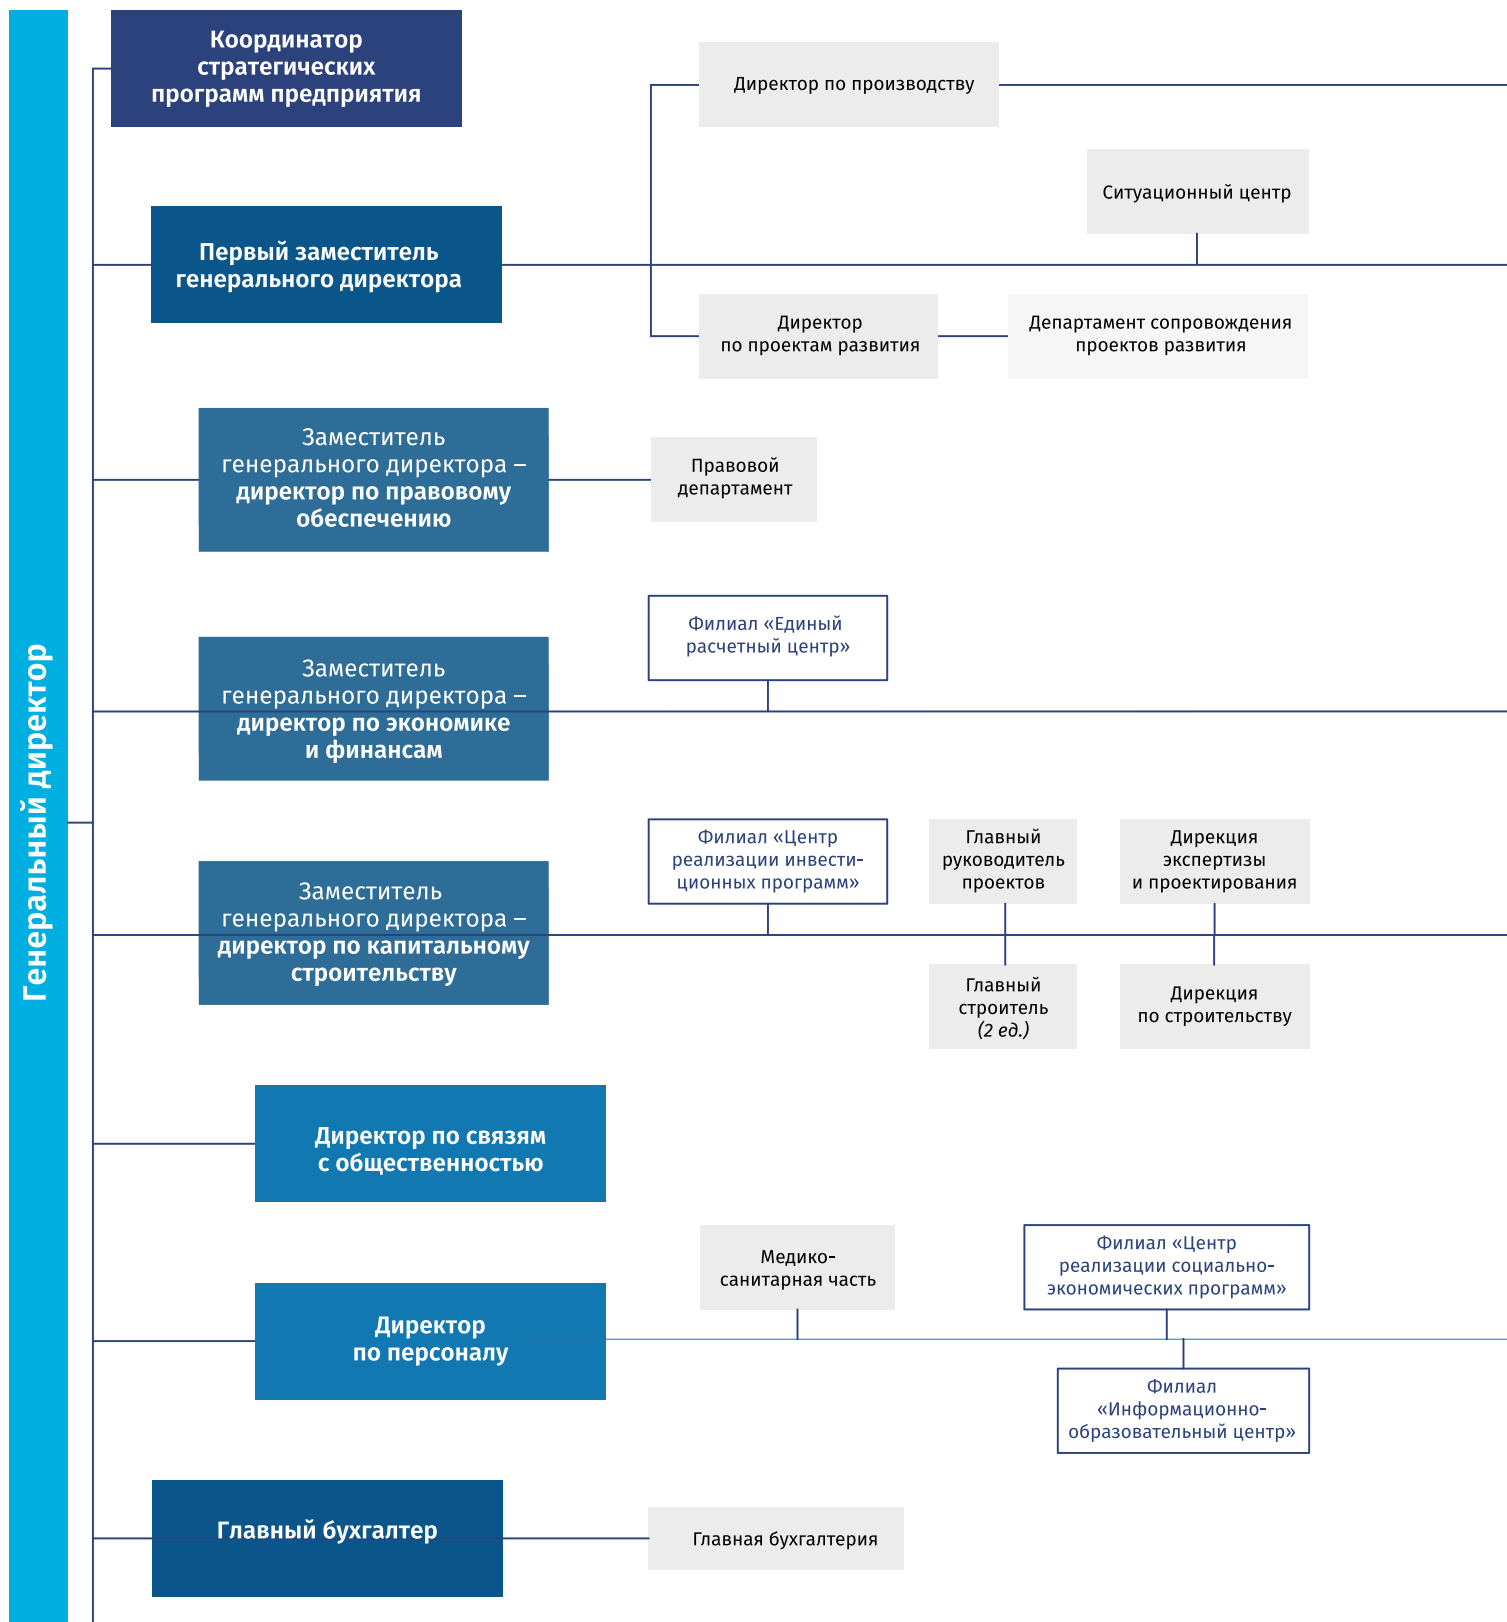 Генеральный директор
Координатор
стратегических
программ предприятия
Директор по производству
Ситуационный центр
Первый заместитель
генерального директора
Директор
по проектам развития
Департамент сопровождения
проектов развития
Заместитель
генерального директора –
директор по правовому
обеспечению
Правовой
департамент
Филиал «Единый
расчетный центр»
Заместитель
генерального директора –
директор по экономике
и финансам
Филиал «Центр
реализации инвести-
ционных программ»
Главный
руководитель
проектов
Дирекция
экспертизы
и проектирования
Заместитель
генерального директора –
директор по капитальному
строительству
Главный
строитель
(2 ед.)
Дирекция
по строительству
Директор по связям
с общественностью
Медико-
санитарная часть
Филиал «Центр
реализации социально-
экономических программ»
Директор
по персоналу
Филиал
«Информационно-
образовательный центр»
Главный бухгалтер
Главная бухгалтерия